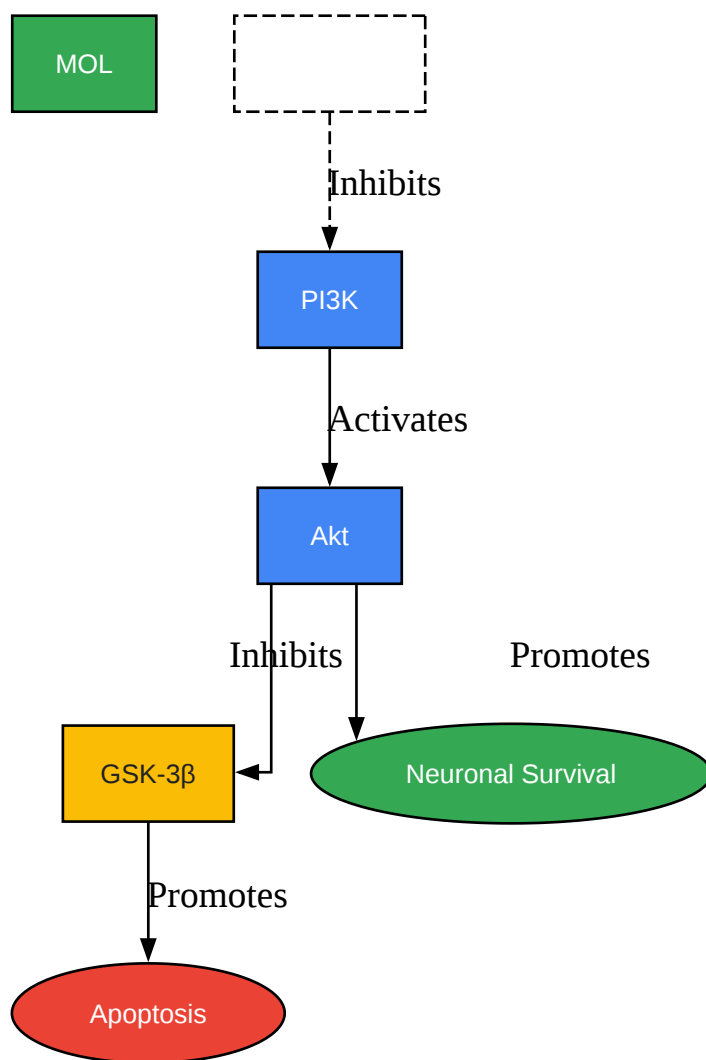 MOL
Inhibits
PI3K
Activates
Akt
Inhibits
Promotes
GSK-3β
Neuronal Survival
Promotes
Apoptosis